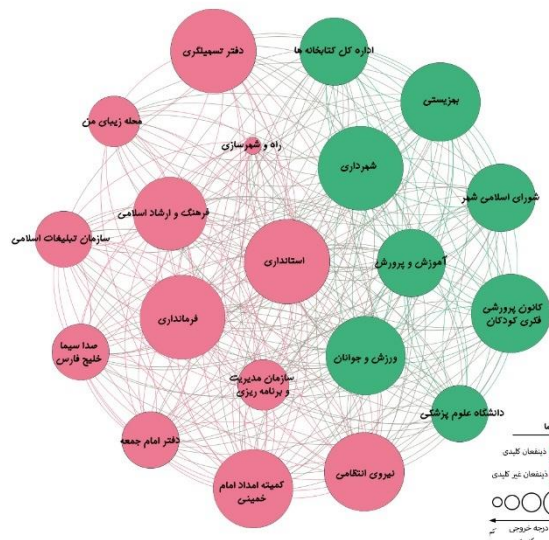 دفتر تسهیلگری
اداره کل کتابخانه ها
بهزیستی
محله زیبای من
راه و شهرسازی
شهرداری
شورای اسلامی شهر
فرهنگ و ارشاد اسلامی
سازمان تبلیغات اسلامی
استانداری
آموزش و پرورش
کانون پرورشی
فکری کودکان
فرمانداری
صدا سیما
خلیج فارس
ورزش و جوانان
سازمان مدیریت
و برنامه ریزی
دانشگاه علوم پزشکی
دفتر امام جمعه
کمیته امداد امام
خمینی
نیروی انتظامی
ذینفعان کلیدی
ذینفعان غیر کلیدی
درجه خروجی
کم